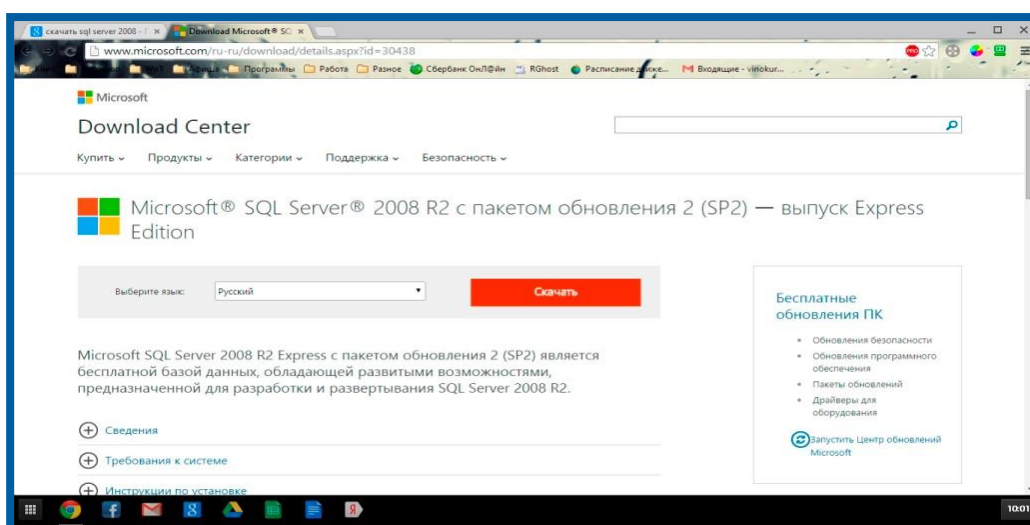 скачать sql server 2008 -
Download Microsoft® SC
www.microsoft.com/ru-ru/download/details.aspx?id=30438
Программы
Работа
Разное
Сбербанк ОнЛ@йн
RGhost
Входящие - vinokur...
Microsoft
Download Center
Купить
Продукты
Категории
Поддержка
Безопасность
Microsoft® SQL Server® 2008 R2 с пакетом обновления 2 (SP2) — выпуск Express
Edition
Выберите язык:
Русский
Скачать
Microsoft SQL Server 2008 R2 Express с пакетом обновления 2 (SP2) является
бесплатной базой данных, обладающей развитыми возможностями,
предназначенной для разработки и развертывания SQL Server 2008 R2.
Сведения
Требования к системе
Инструкции по установке
Бесплатные
обновления ПК
Обновления безопасности
Обновления программного
обеспечения
Пакеты обновлений
Драйверы для
оборудования
Запустить Центр обновлений
Microsoft
10:01